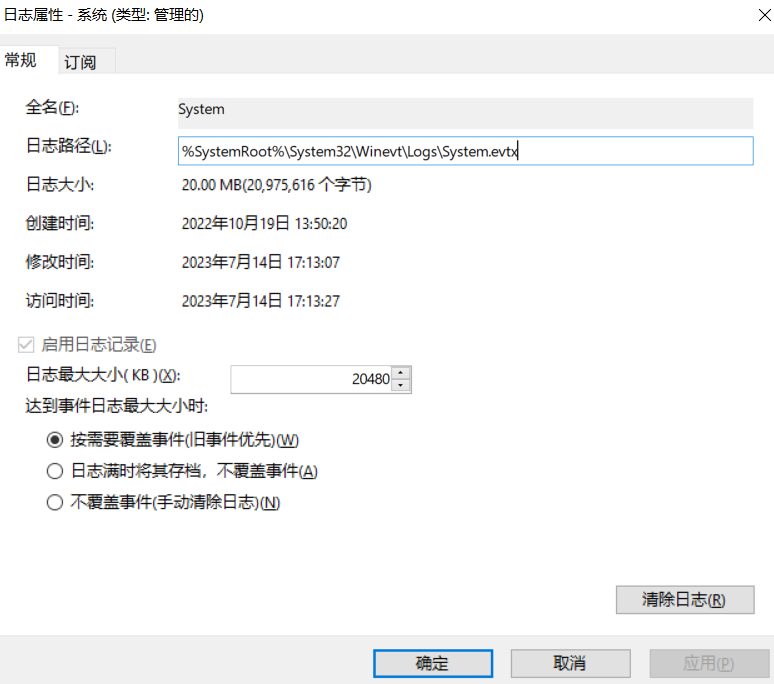 日志属性 - 系统 (类型: 管理的)
常规 订阅
全名(F): System
日志路径(L): %SystemRoot%\System32\Winevt\Logs\System.evtx
日志大小: 20.00 MB(20,975,616 个字节)
创建时间: 2022年10月19日 13:50:20
修改时间: 2023年7月14日 17:13:07
访问时间: 2023年7月14日 17:13:27
启用日志记录(E)
日志最大大小( KB )(X): 20480
达到事件日志最大大小时:
按需要覆盖事件(旧事件优先)(W)
日志满时将其存档，不覆盖事件(A)
不覆盖事件(手动清除日志)(N)
清除日志(R)
确定 取消 应用(P)